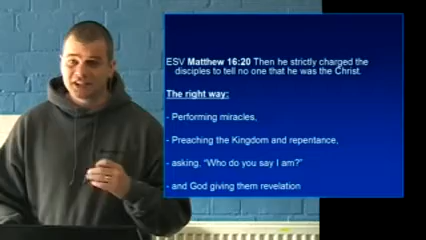 ESV Matthew 16:20 Then he strictly charged the
disciples to tell no one that he was the Christ.
The right way:
- Performing miracles,
- Preaching the Kingdom and repentance,
- asking, “Who do you say I am?”
- and God giving them revelation